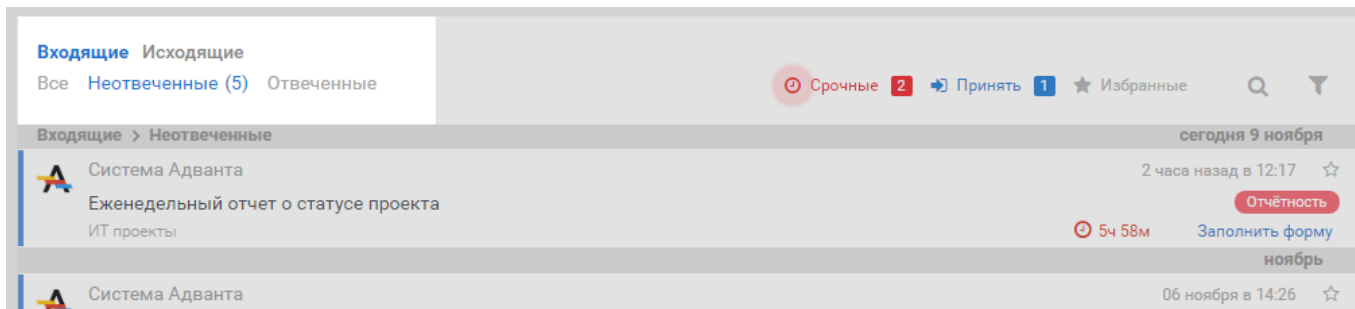 Входящие Исходящие
Все Неотвеченные (5) Отвеченные
Срочные 2 Принять 1 Избранные
Входящие > Неотвеченные сегодня 9 ноября
Система Адванта 2 часа назад в 12:17
Еженедельный отчет о статусе проекта Отчётность
ИТ проекты 5ч 58м Заполнить форму
ноябрь
Система Адванта 06 ноября в 14:26